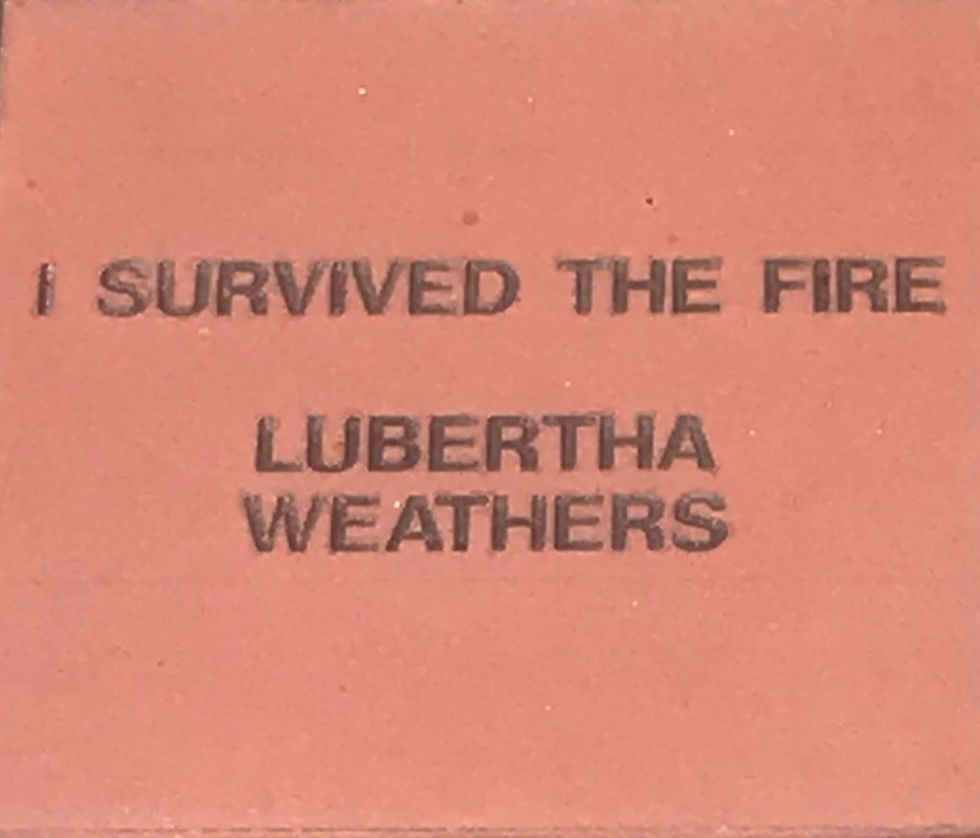 I SURVIVED THE FIRE
LUBERTHA
WEATHERS